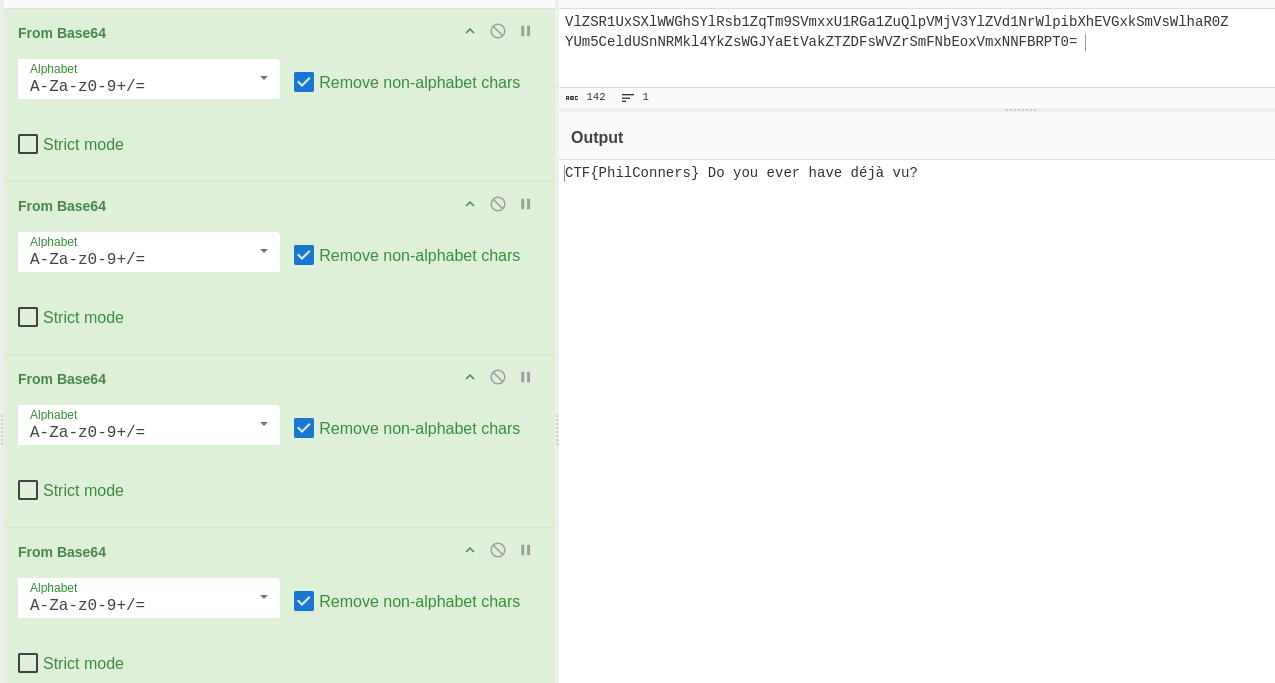 From Base64
Alphabet
A-Za-z0-9+/=
Remove non-alphabet chars
Strict mode
From Base64
Alphabet
A-Za-z0-9+/=
Remove non-alphabet chars
Strict mode
From Base64
Alphabet
A-Za-z0-9+/=
Remove non-alphabet chars
Strict mode
From Base64
Alphabet
A-Za-z0-9+/=
Remove non-alphabet chars
Strict mode
VlZSR1UxSXlWWGhSYlRsb1ZqTm9SVmxxU1RGa1ZuQlpVMjV3YlZVd1NrWlpibXhEVGxkSmVsWlhaR0Z
YUm5CeldUSnNRMkl4YkZsWGJYaEtVakZTZDFsWVZrSmFNbEoxVmxNNFBRPT0=
ABC 142 1
Output
CTF{PhilConners} Do you ever have déjà vu?